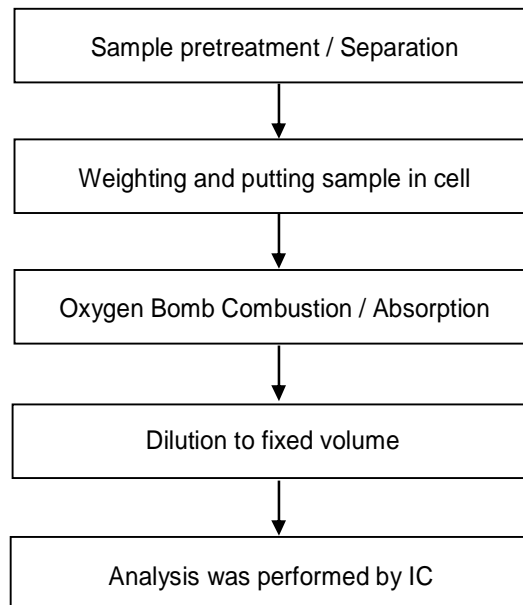 Sample pretreatment / Separation
Weighting and putting sample in cell
Oxygen Bomb Combustion / Absorption
Dilution to fixed volume
Analysis was performed by IC